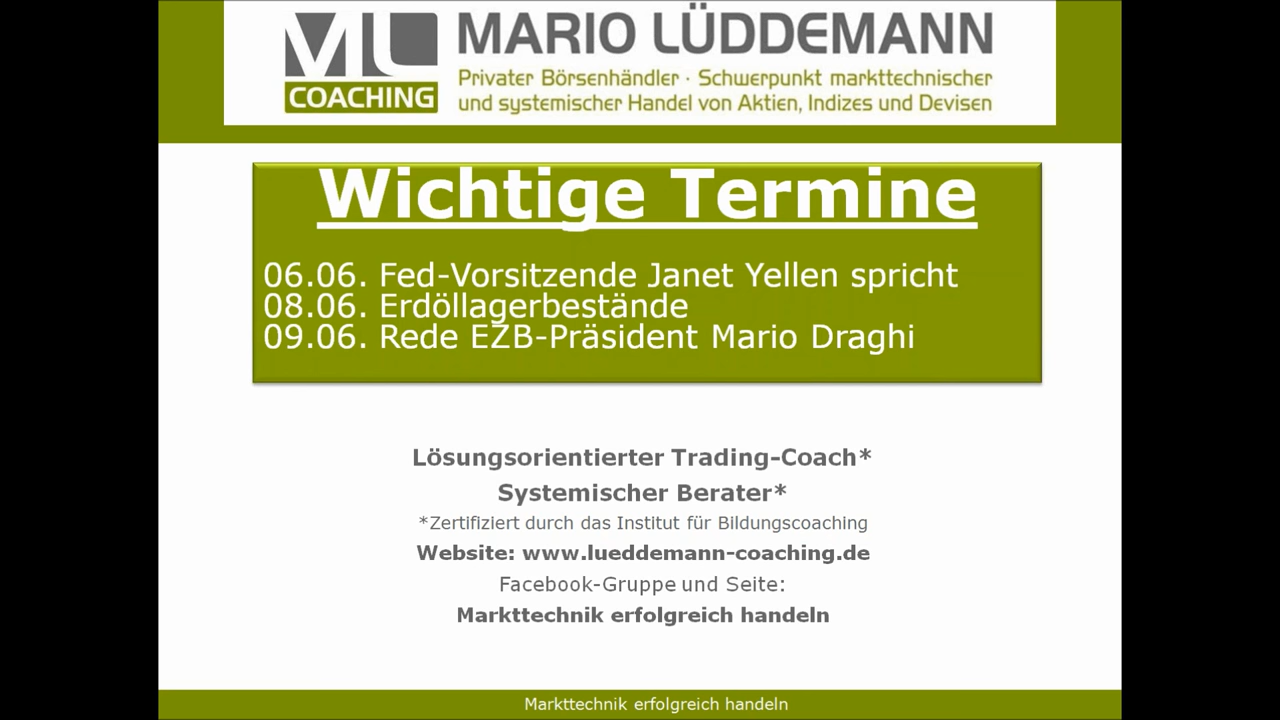 ML
COACHING
MARIO LÜDDEMANN
Privater Börsenhändler · Schwerpunkt markttechnischer
und systemischer Handel von Aktien, Indizes und Devisen
Wichtige Termine
06.06. Fed-Vorsitzende Janet Yellen spricht
08.06. Erdöllagerbestände
09.06. Rede EZB-Präsident Mario Draghi
Lösungsorientierter Trading-Coach*
Systemischer Berater*
*Zertifiziert durch das Institut für Bildungscoaching
Website: www.lueddemann-coaching.de
Facebook-Gruppe und Seite:
Markttechnik erfolgreich handeln
Markttechnik erfolgreich handeln